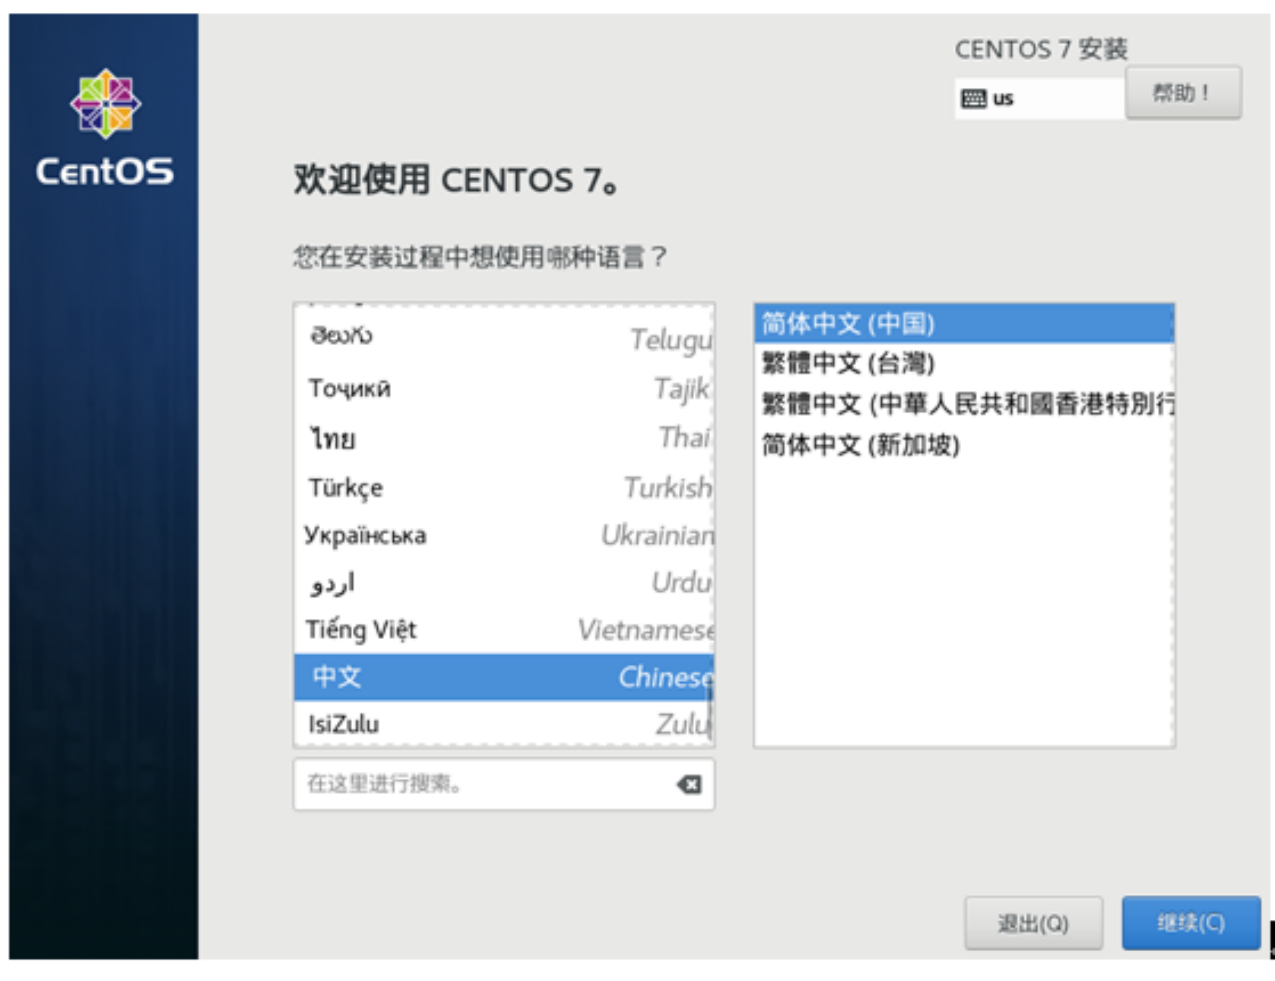 CentOS
CENTOS 7 安装
us
帮助！
欢迎使用 CENTOS 7。
您在安装过程中想使用哪种语言？
తెలుగు Telugu
Тоҷикӣ Tajik
ไทย Thai
Türkçe Turkish
Українська Ukrainian
اردو Urdu
Tiếng Việt Vietnamese
中文 Chinese
IsiZulu Zulu
在这里进行搜索。
简体中文 (中国)
繁體中文 (台灣)
繁體中文 (中華人民共和國香港特別行
简体中文 (新加坡)
退出(Q)
继续(C)